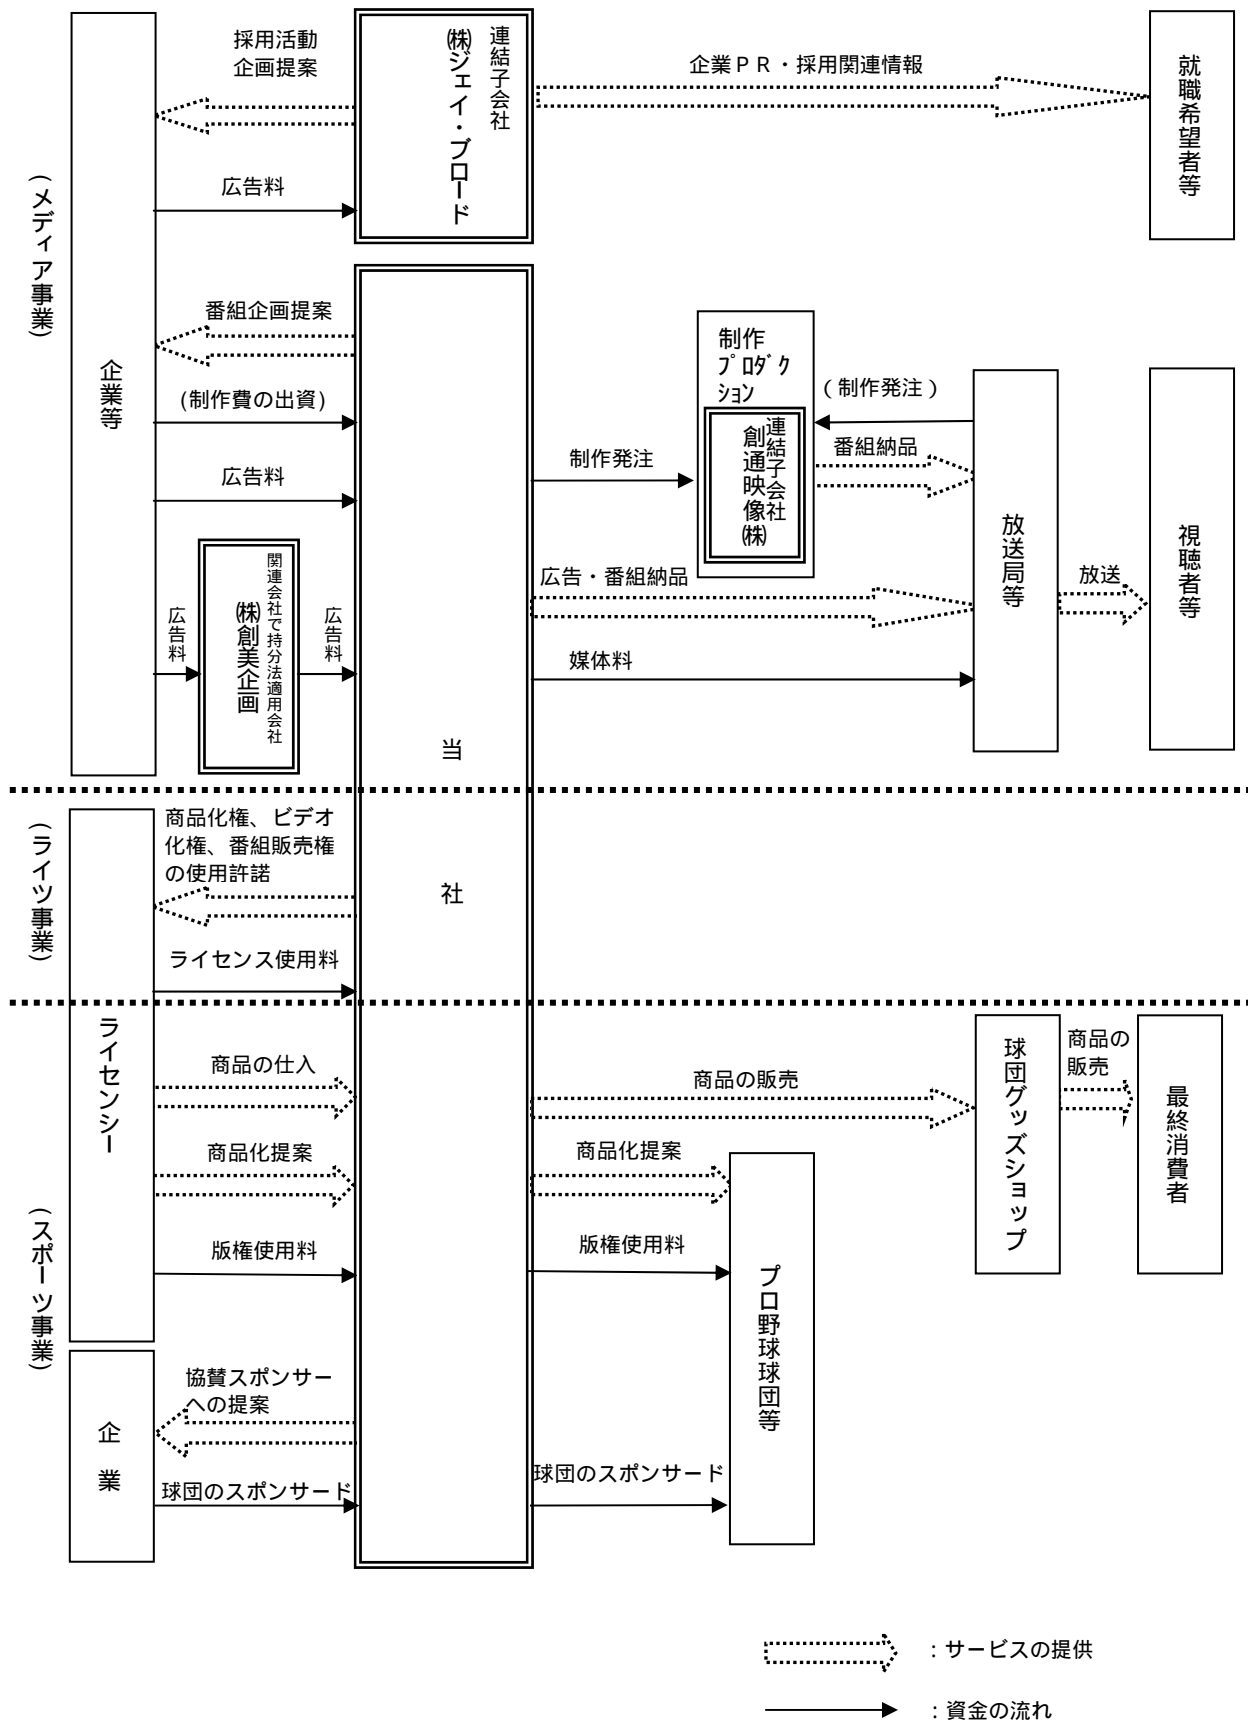 (メディア事業)
企業等
採用活動
企画提案
広告料
連結子会社
㈱ジェイ・ブロード
企業ＰＲ・採用関連情報
就職希望者等
番組企画提案
(制作費の出資)
広告料
広告料
関連会社で持分法適用会社
㈱創美企画
広告料
当社
制作発注
制作
ﾌﾟﾛﾀﾞｸ
ｼｮﾝ
連結子会社
創通映像㈱
（制作発注）
番組納品
広告・番組納品
媒体料
放送局等
放送
視聴者等
(ライツ事業)
商品化権、ビデオ
化権、番組販売権
の使用許諾
ライセンス使用料
ライセンシー
(スポーツ事業)
商品の仕入
商品の販売
球団グッズショップ
商品の
販売
最終消費者
商品化提案
商品化提案
版権使用料
版権使用料
プロ野球球団等
企業
協賛スポンサー
への提案
球団のスポンサード
球団のスポンサード
：サービスの提供
：資金の流れ